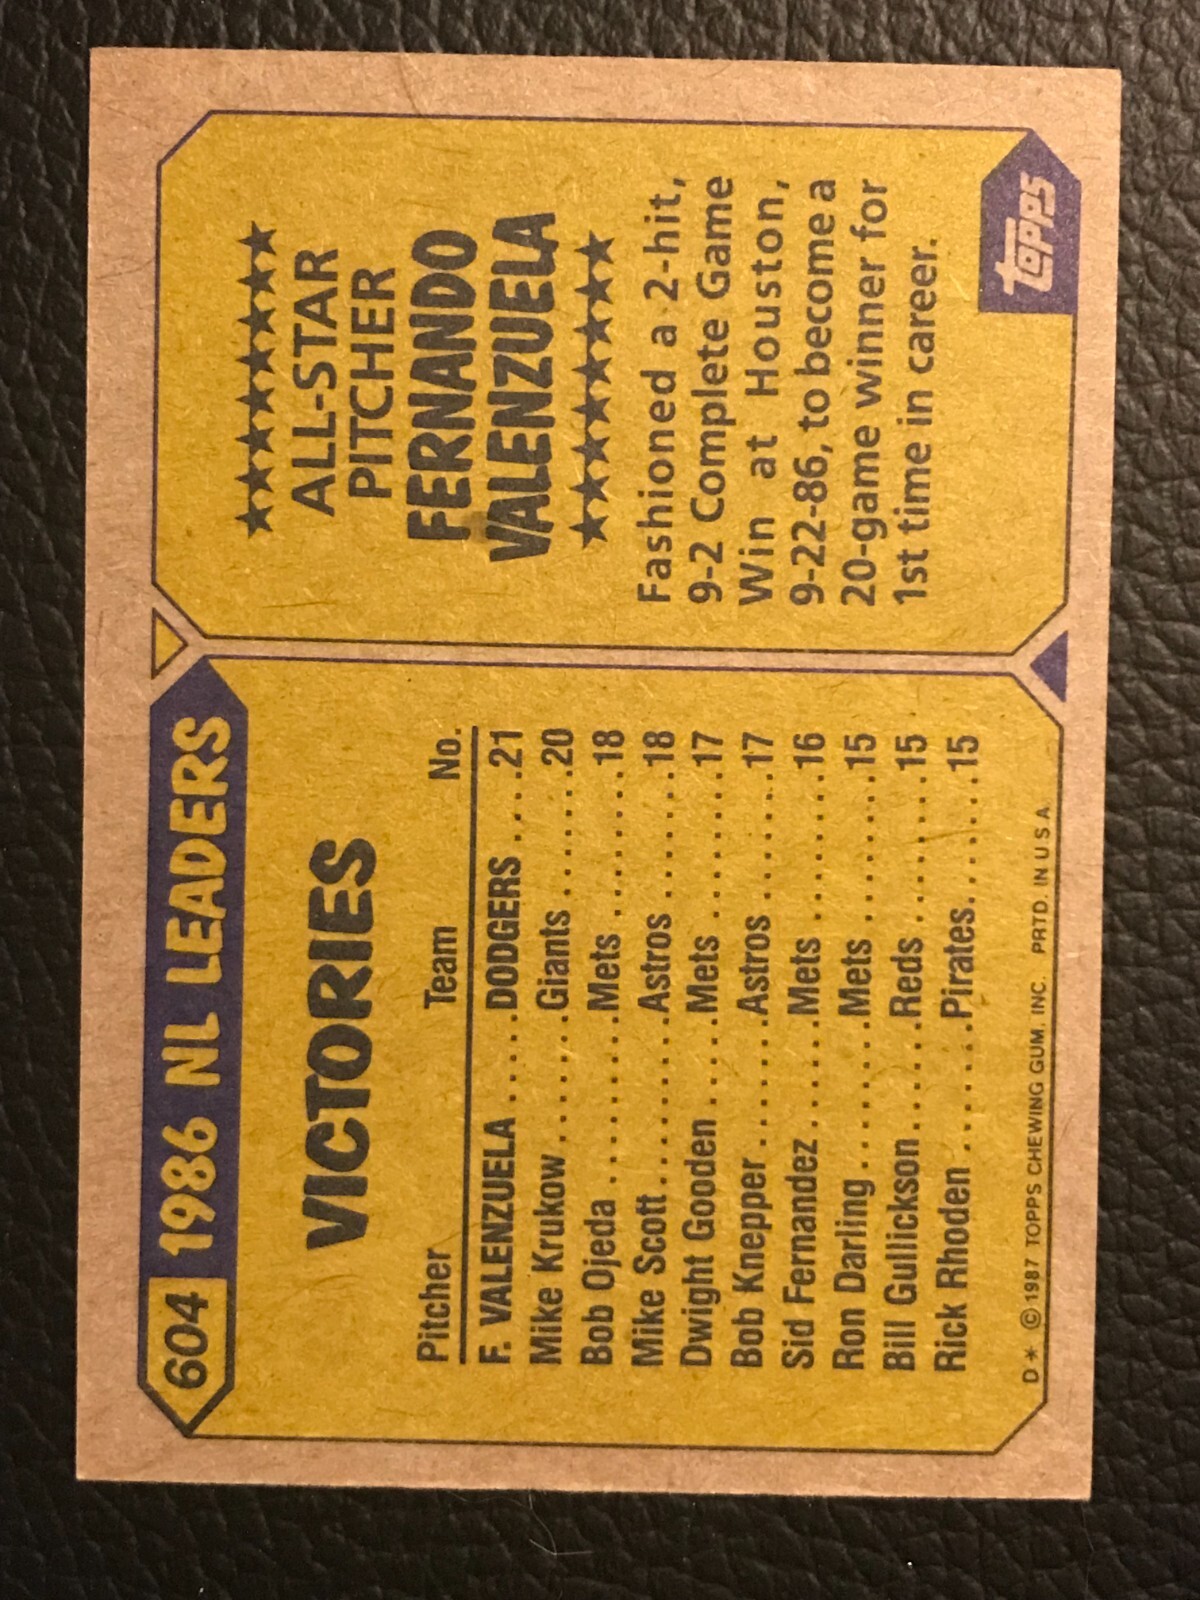 604 1986 NL LEADERS
VICTORIES
Pitcher Team No.
F. VALENZUELA.....DODGERS....21
Mike Krukow.......Giants.......20
Bob Ojeda.........Mets.........18
Mike Scott........Astros.......18
Dwight Gooden.....Mets.........17
Bob Knepper.......Astros.......17
Sid Fernandez.....Mets.........16
Ron Darling.......Mets.........15
Bill Gullickson...Reds.........15
Rick Rhoden.......Pirates......15
D* ©1987 TOPPS CHEWING GUM, INC. PRTD. IN U S A
ALL-STAR
PITCHER
FERNANDO
VALENZUELA
Fashioned a 2-hit,
9-2 Complete Game
Win at Houston,
9-22-86, to become a
20-game winner for
1st time in career.
TOPPS